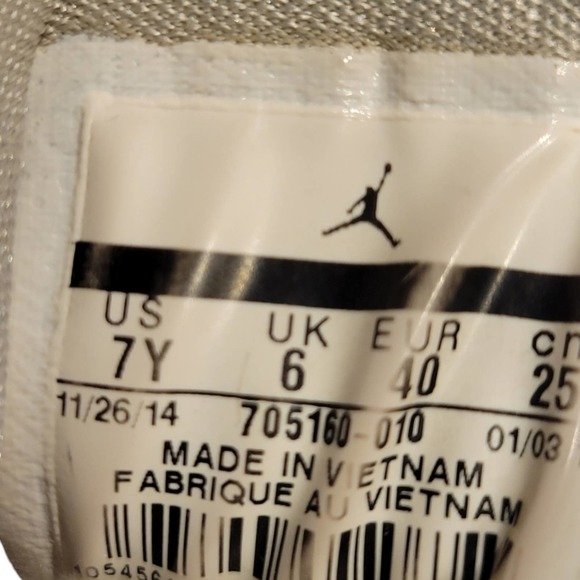 US UK EUR cm
7Y 6 40 25
11/26/14 705160-010 01/03
MADE IN VIETNAM
FABRIQUE AU VIETNAM